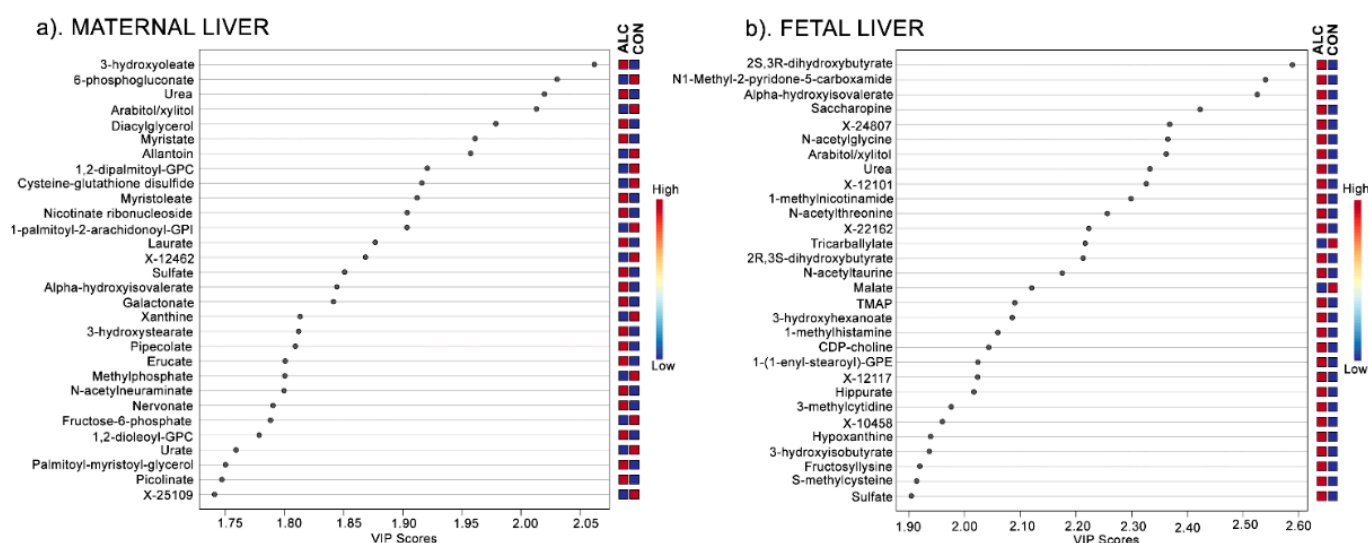 a). MATERNAL LIVER
ALC
CON
3-hydroxyoleate
6-phosphogluconate
Urea
Arabitol/xylitol
Diacylglycerol
Myristate
Allantoin
1,2-dipalmitoyl-GPC
Cysteine-glutathione disulfide
Myristoleate
Nicotinate ribonucleoside
1-palmitoyl-2-arachidonoyl-GPI
Laurate
X-12462
Sulfate
Alpha-hydroxyisovalerate
Galactonate
Xanthine
3-hydroxystearate
Pipecolate
Erucate
Methylphosphate
N-acetylneuraminate
Nervonate
Fructose-6-phosphate
1,2-dioleoyl-GPC
Urate
Palmitoyl-myristoyl-glycerol
Picolinate
X-25109
High
Low
1.75 1.80 1.85 1.90 1.95 2.00 2.05
VIP Scores
b). FETAL LIVER
ALC
CON
2S,3R-dihydroxybutyrate
N1-Methyl-2-pyridone-5-carboxamide
Alpha-hydroxyisovalerate
Saccharopine
X-24807
N-acetylglycine
Arabitol/xylitol
Urea
X-12101
1-methylnicotinamide
N-acetylthreonine
X-22162
Tricarballylate
2R,3S-dihydroxybutyrate
N-acetyltaurine
Malate
TMAP
3-hydroxyhexanoate
1-methylhistamine
CDP-choline
1-(1-enyl-stearoyl)-GPE
X-12117
Hippurate
3-methylcytidine
X-10458
Hypoxanthine
3-hydroxyisobutyrate
Fructosyllysine
S-methylcysteine
Sulfate
High
Low
1.90 2.00 2.10 2.20 2.30 2.40 2.50 2.60
VIP Scores